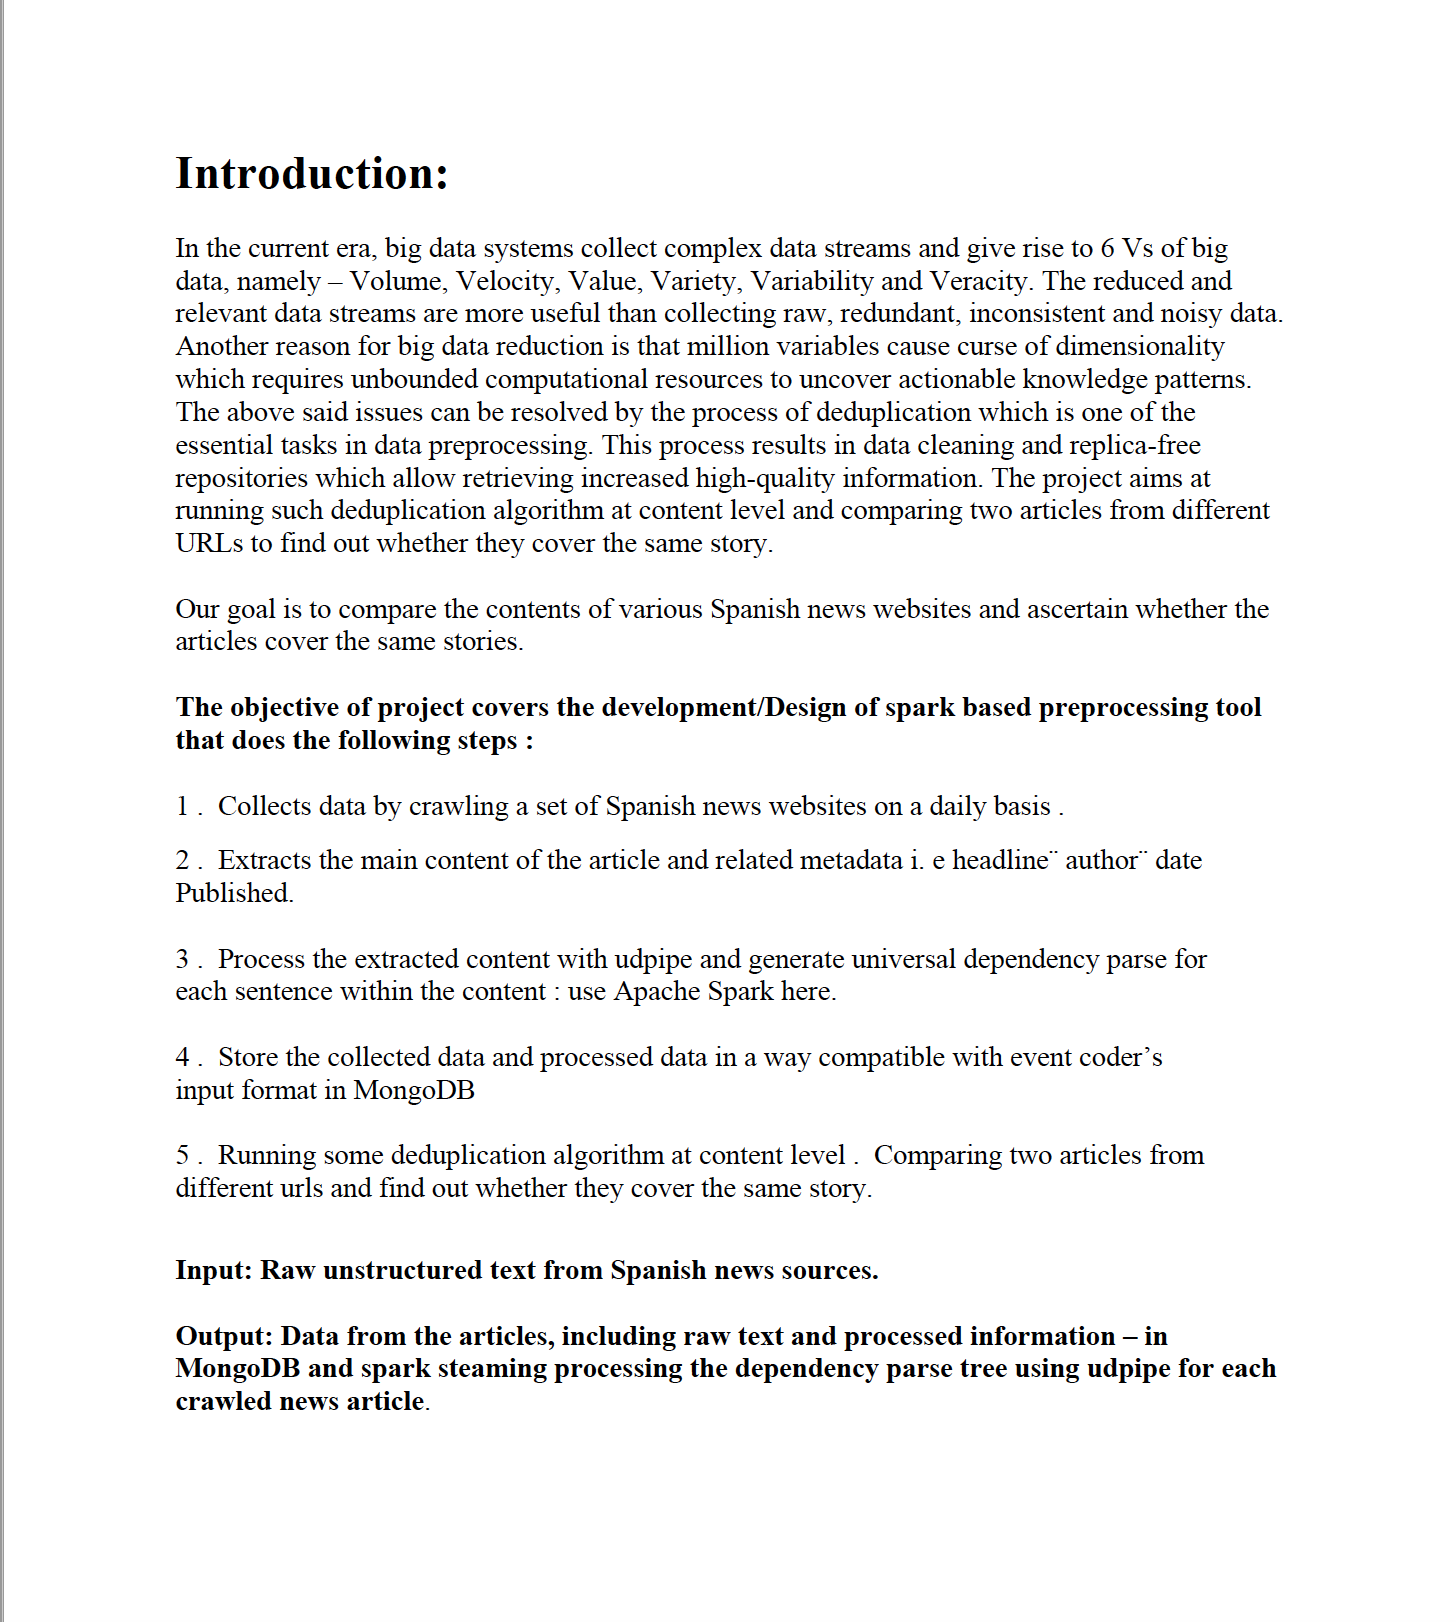 Introduction:
In the current era, big data systems collect complex data streams and give rise to 6 Vs of big
data, namely – Volume, Velocity, Value, Variety, Variability and Veracity. The reduced and
relevant data streams are more useful than collecting raw, redundant, inconsistent and noisy data.
Another reason for big data reduction is that million variables cause curse of dimensionality
which requires unbounded computational resources to uncover actionable knowledge patterns.
The above said issues can be resolved by the process of deduplication which is one of the
essential tasks in data preprocessing. This process results in data cleaning and replica-free
repositories which allow retrieving increased high-quality information. The project aims at
running such deduplication algorithm at content level and comparing two articles from different
URLs to find out whether they cover the same story.
Our goal is to compare the contents of various Spanish news websites and ascertain whether the
articles cover the same stories.
The objective of project covers the development/Design of spark based preprocessing tool
that does the following steps :
1 .  Collects data by crawling a set of Spanish news websites on a daily basis .
2 .  Extracts the main content of the article and related metadata i. e headline¨ author¨ date
Published.
3 .  Process the extracted content with udpipe and generate universal dependency parse for
each sentence within the content : use Apache Spark here.
4 .  Store the collected data and processed data in a way compatible with event coder’s
input format in MongoDB
5 .  Running some deduplication algorithm at content level .  Comparing two articles from
different urls and find out whether they cover the same story.
Input: Raw unstructured text from Spanish news sources.
Output: Data from the articles, including raw text and processed information – in
MongoDB and spark steaming processing the dependency parse tree using udpipe for each
crawled news article.